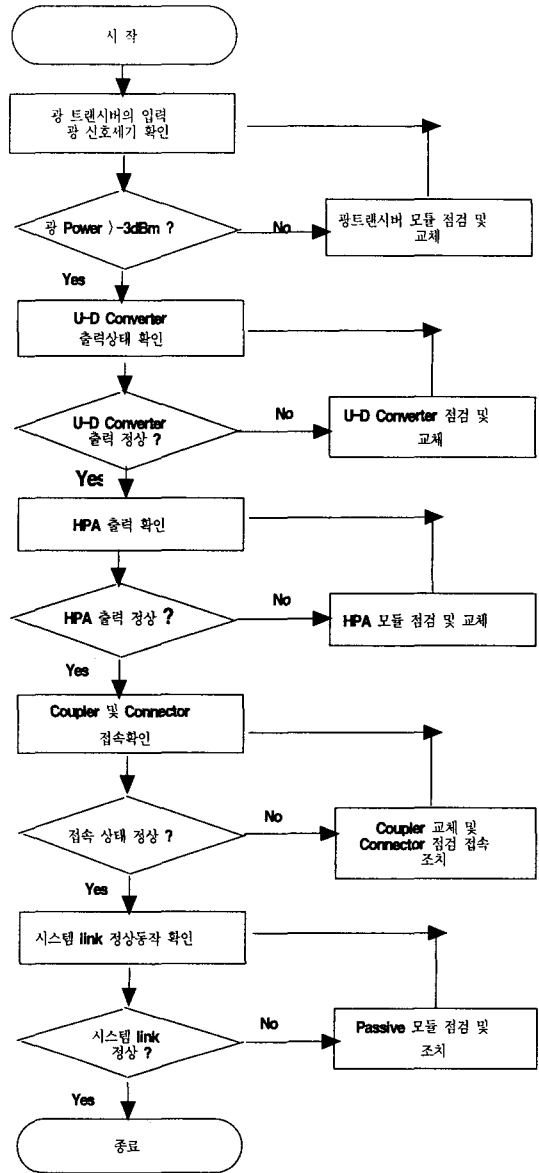 시 작
광 트랜시버의 입력
광 신호세기 확인
광 Power >-3dBm ?
No
광트랜시버 모듈 점검 및
교체
Yes
U-D Converter
출력상태 확인
U-D Converter
출력 정상 ?
No
U-D Converter 점검 및
교체
Yes
HPA 출력 확인
HPA 출력 정상 ?
No
HPA 모듈 점검 및 교체
Yes
Coupler 및 Connector
접속확인
접속 상태 정상 ?
No
Coupler 교체 및
Connector 점검 접속
조치
Yes
시스템 link 정상동작 확인
시스템 link
정상 ?
No
Passive 모듈 점검 및
조치
Yes
종료